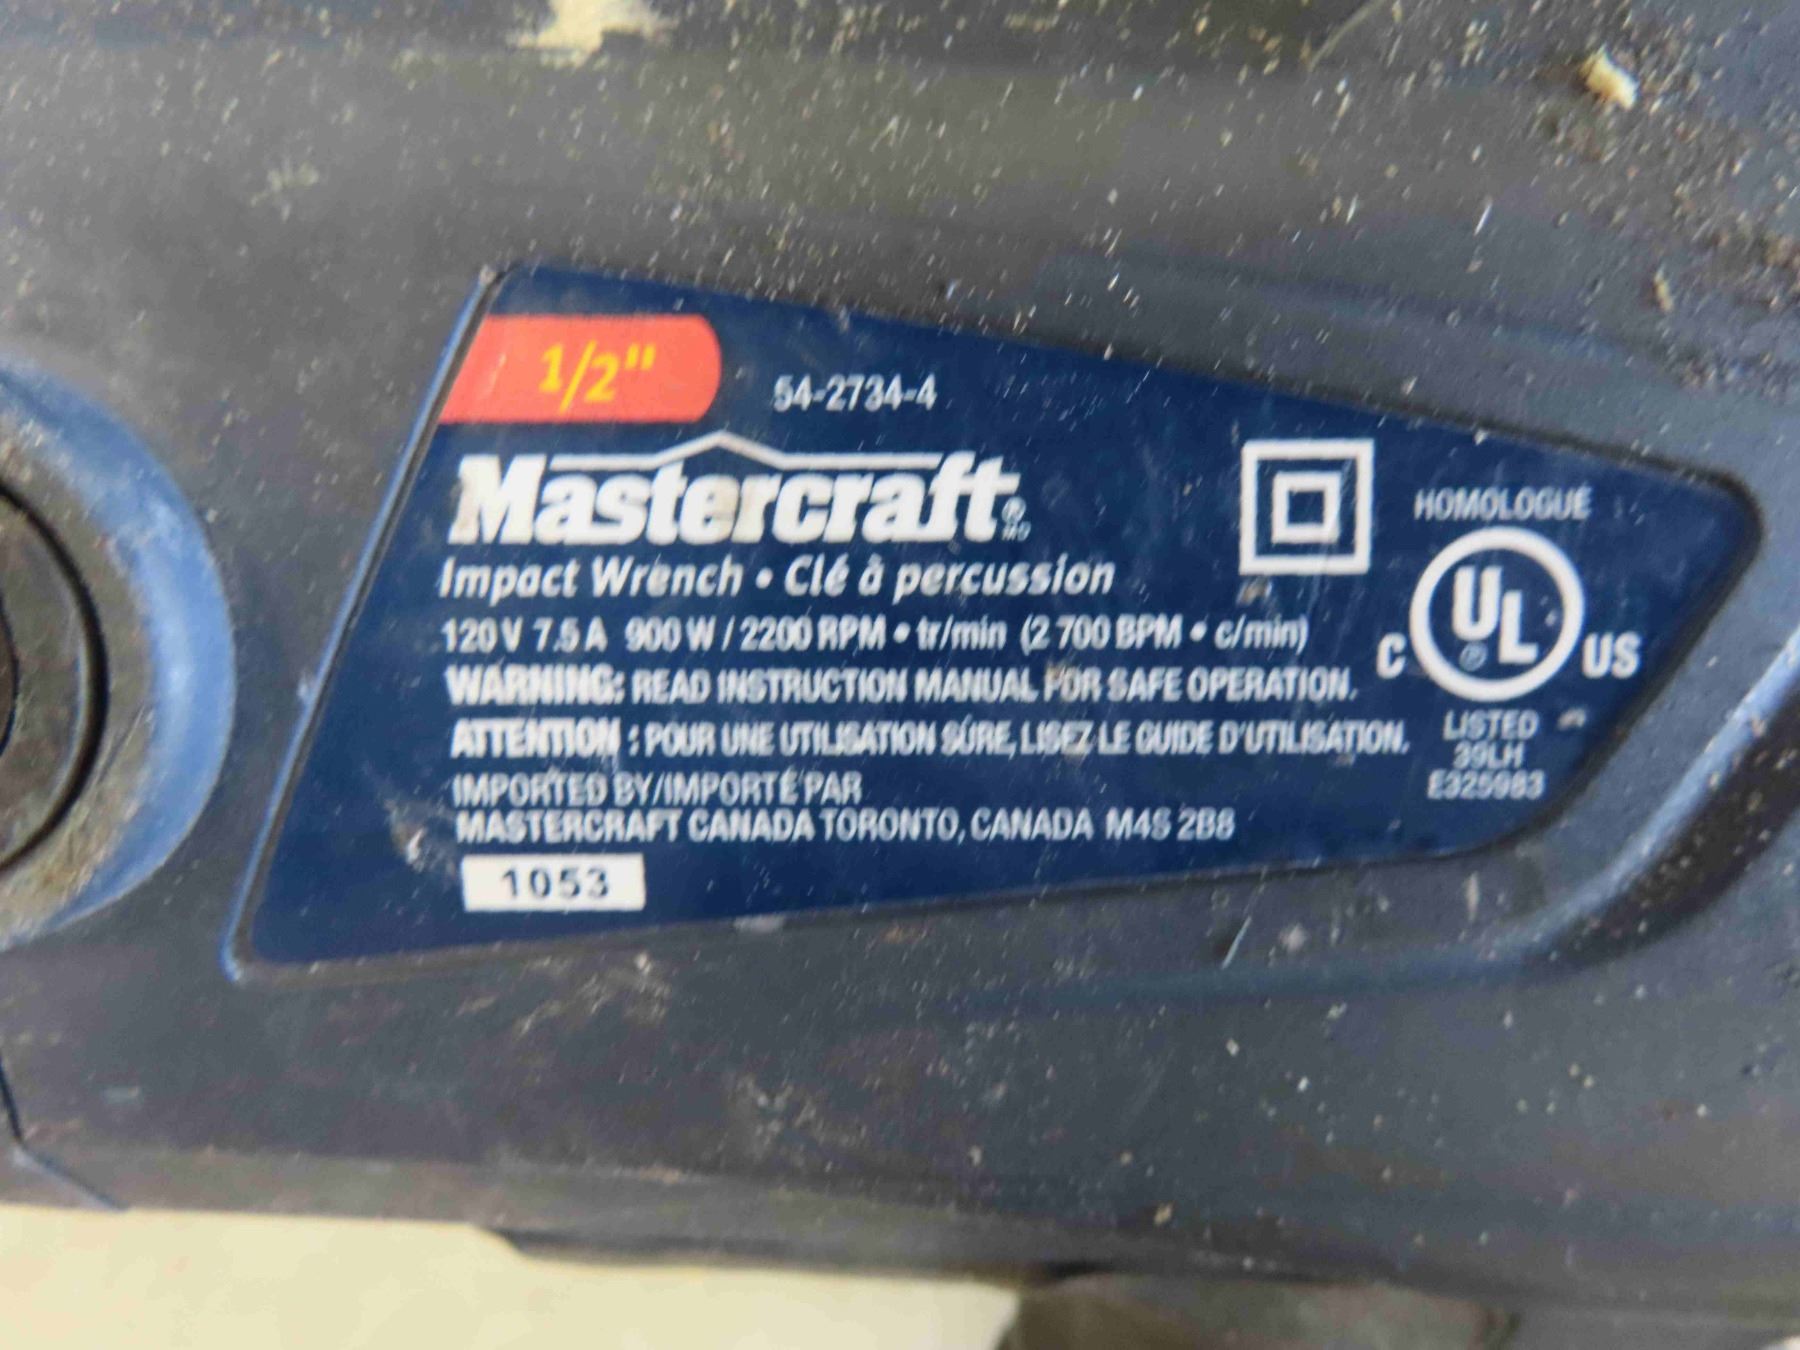 1/2"
54-2734-4
Mastercraft® MD
Impact Wrench • Clé à percussion
120 V 7.5 A 900 W / 2200 RPM • tr/min (2 700 BPM • c/min)
WARNING: READ INSTRUCTION MANUAL FOR SAFE OPERATION.
ATTENTION : POUR UNE UTILISATION SÛRE, LISEZ LE GUIDE D'UTILISATION.
IMPORTED BY/IMPORTÉ PAR
MASTERCRAFT CANADA TORONTO, CANADA M4S 2B8
1053
HOMOLOGUÉ
C UL® US
LISTED
39LH
E325983